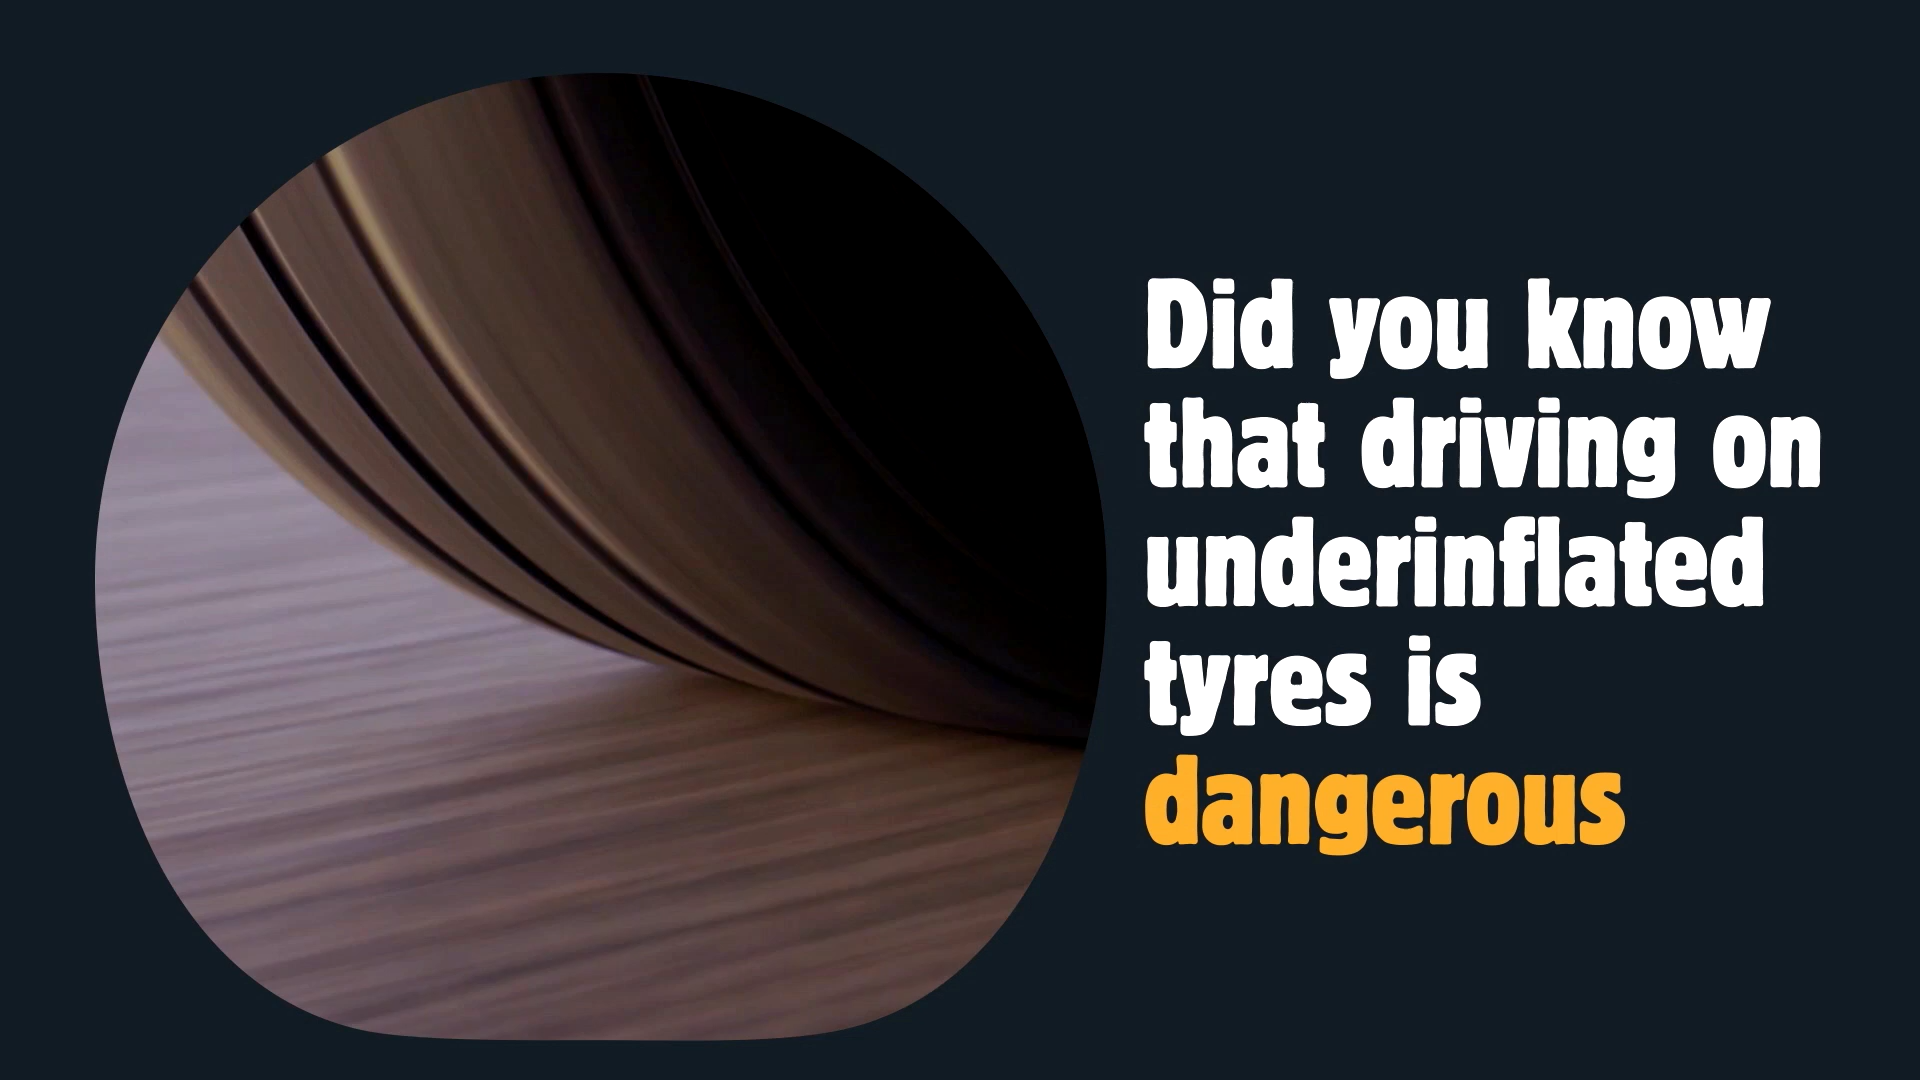 Did you know
that driving on
underinflated
tyres is
dangerous